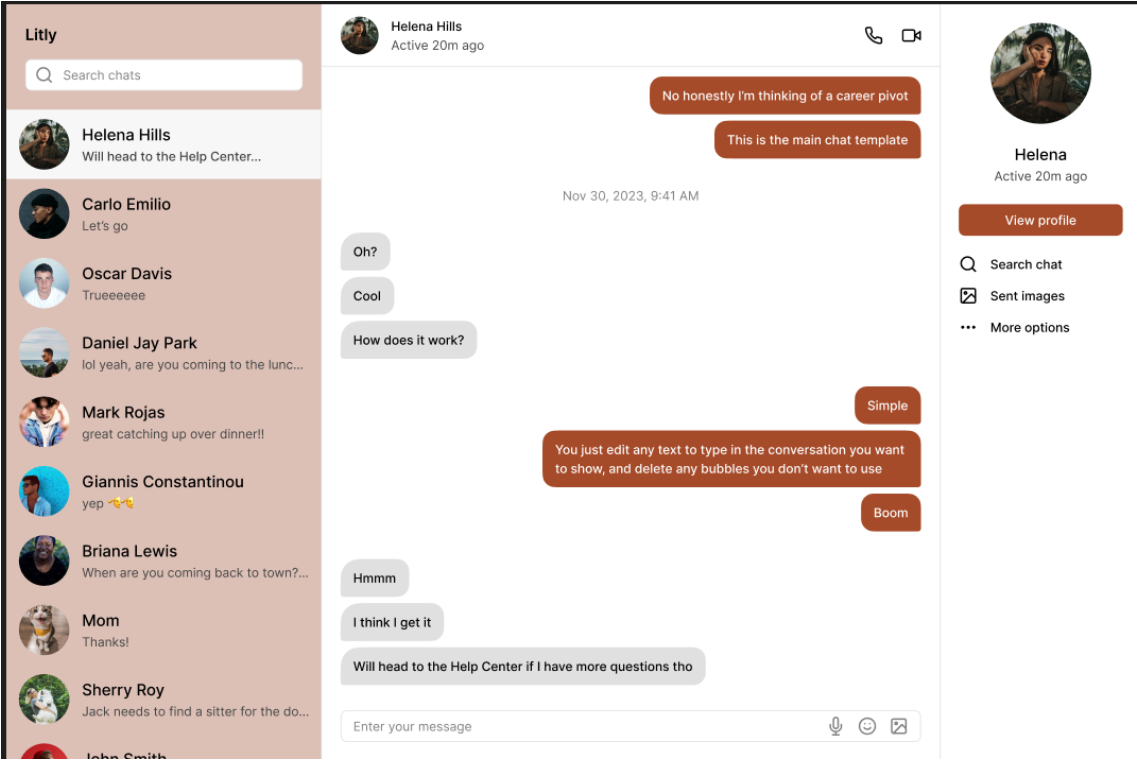 Litly
Search chats
Helena Hills
Will head to the Help Center...
Carlo Emilio
Let's go
Oscar Davis
Trueeeeee
Daniel Jay Park
lol yeah, are you coming to the lunc...
Mark Rojas
great catching up over dinner!!
Giannis Constantinou
yep 🫡🫡
Briana Lewis
When are you coming back to town?...
Mom
Thanks!
Sherry Roy
Jack needs to find a sitter for the do...
John Smith
Helena Hills
Active 20m ago
No honestly I'm thinking of a career pivot
This is the main chat template
Nov 30, 2023, 9:41 AM
Oh?
Cool
How does it work?
Simple
You just edit any text to type in the conversation you want
to show, and delete any bubbles you don't want to use
Boom
Hmmm
I think I get it
Will head to the Help Center if I have more questions tho
Enter your message
Helena
Active 20m ago
View profile
Search chat
Sent images
More options